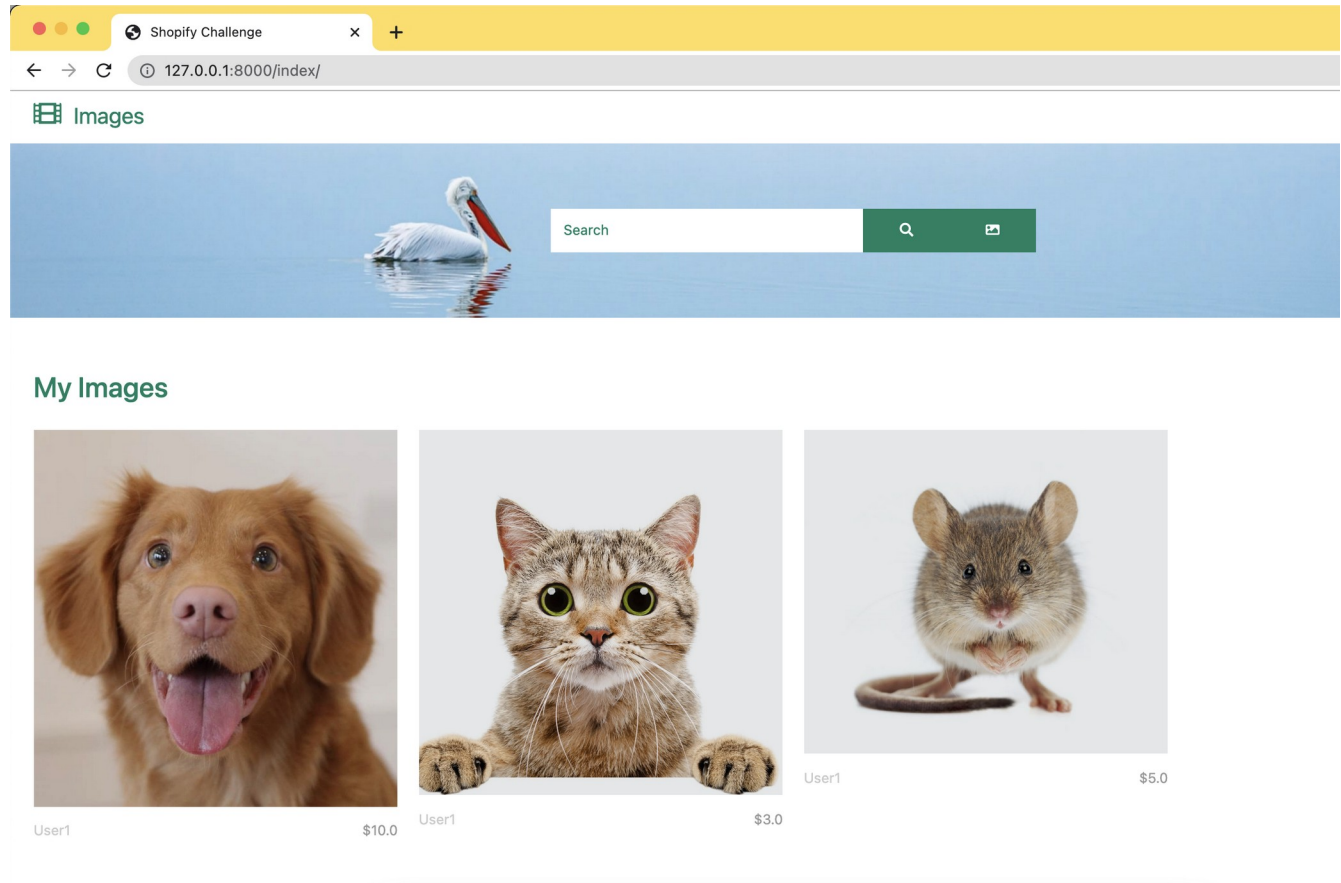 Shopify Challenge
127.0.0.1:8000/index/
Images
Search
My Images
User1 $10.0
User1 $3.0
User1 $5.0